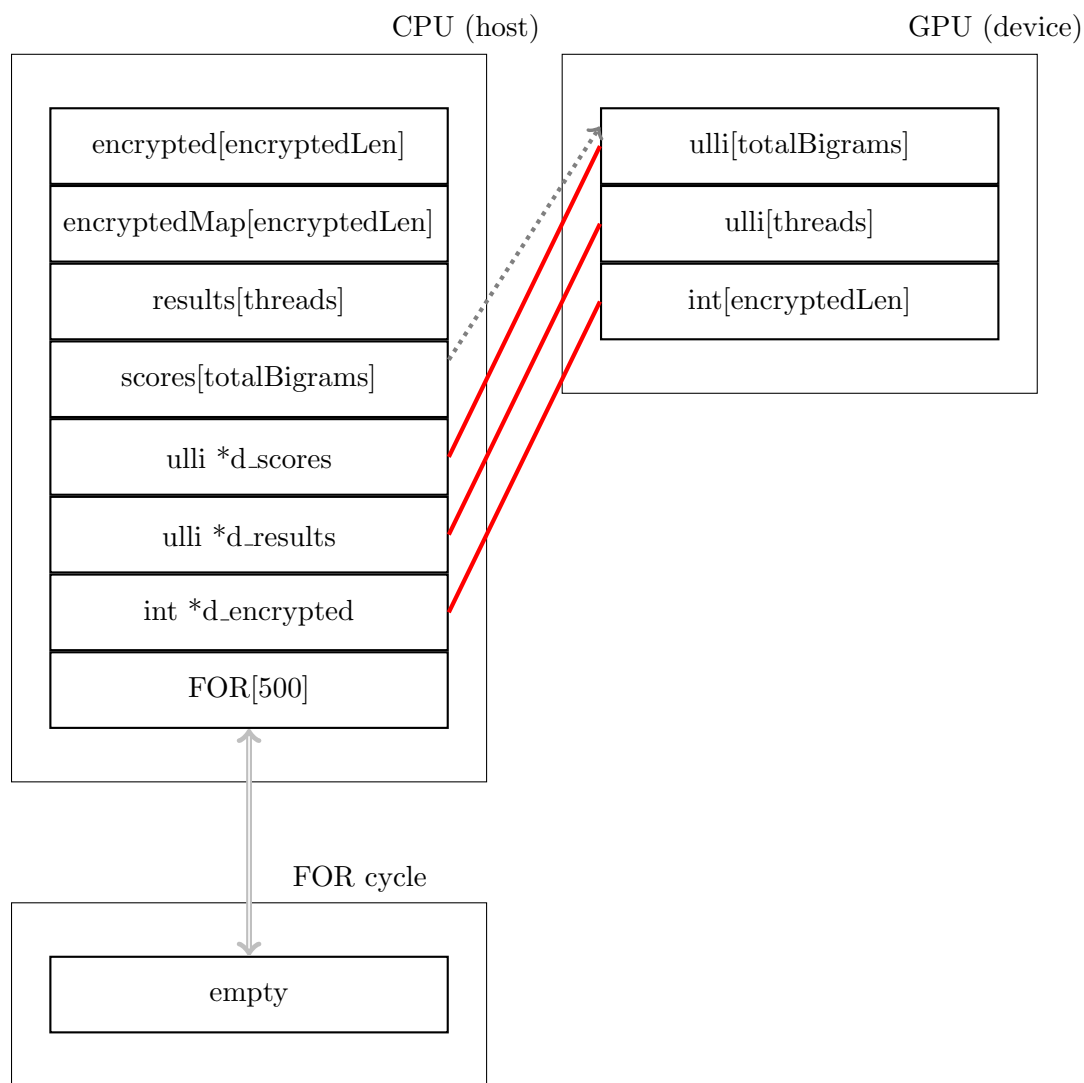 CPU (host)
encrypted[encryptedLen]
encryptedMap[encryptedLen]
results[threads]
scores[totalBigrams]
ulli *d_scores
ulli *d_results
int *d_encrypted
FOR[500]
GPU (device)
ulli[totalBigrams]
ulli[threads]
int[encryptedLen]
FOR cycle
empty